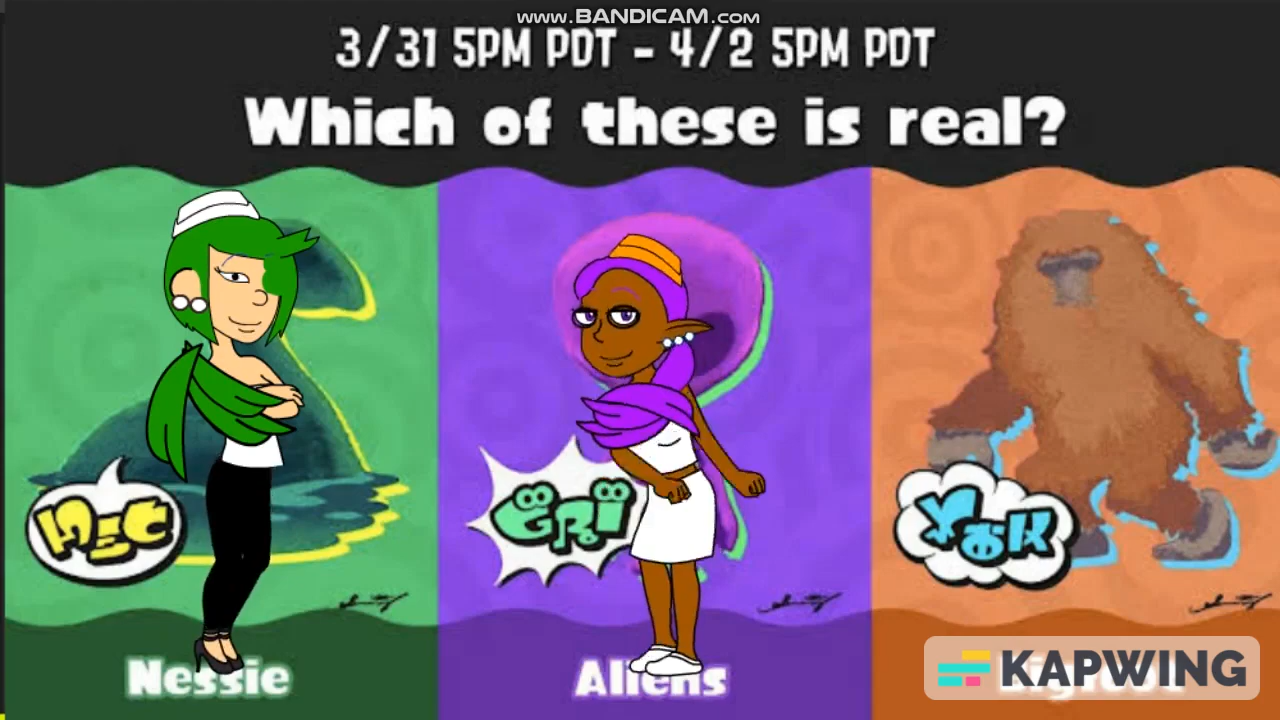 www.BANDICAM.com
3/31 5PM PDT - 4/2 5PM PDT
Which of these is real?
Nessie
Aliens
KAPWING